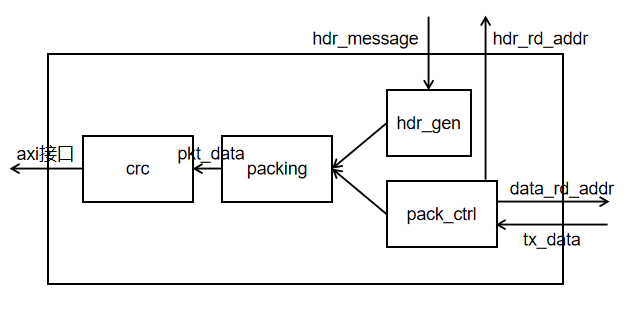 hdr_message
hdr_rd_addr
hdr_gen
axi接口
crc
pkt_data
packing
pack_ctrl
data_rd_addr
tx_data